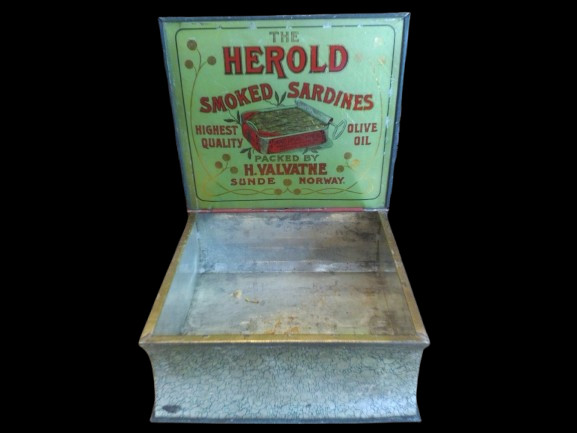 THE
HEROLD
SMOKED SARDINES
HIGHEST QUALITY
OLIVE OIL
PACKED BY
H. VALVATNE
SUNDE NORWAY.